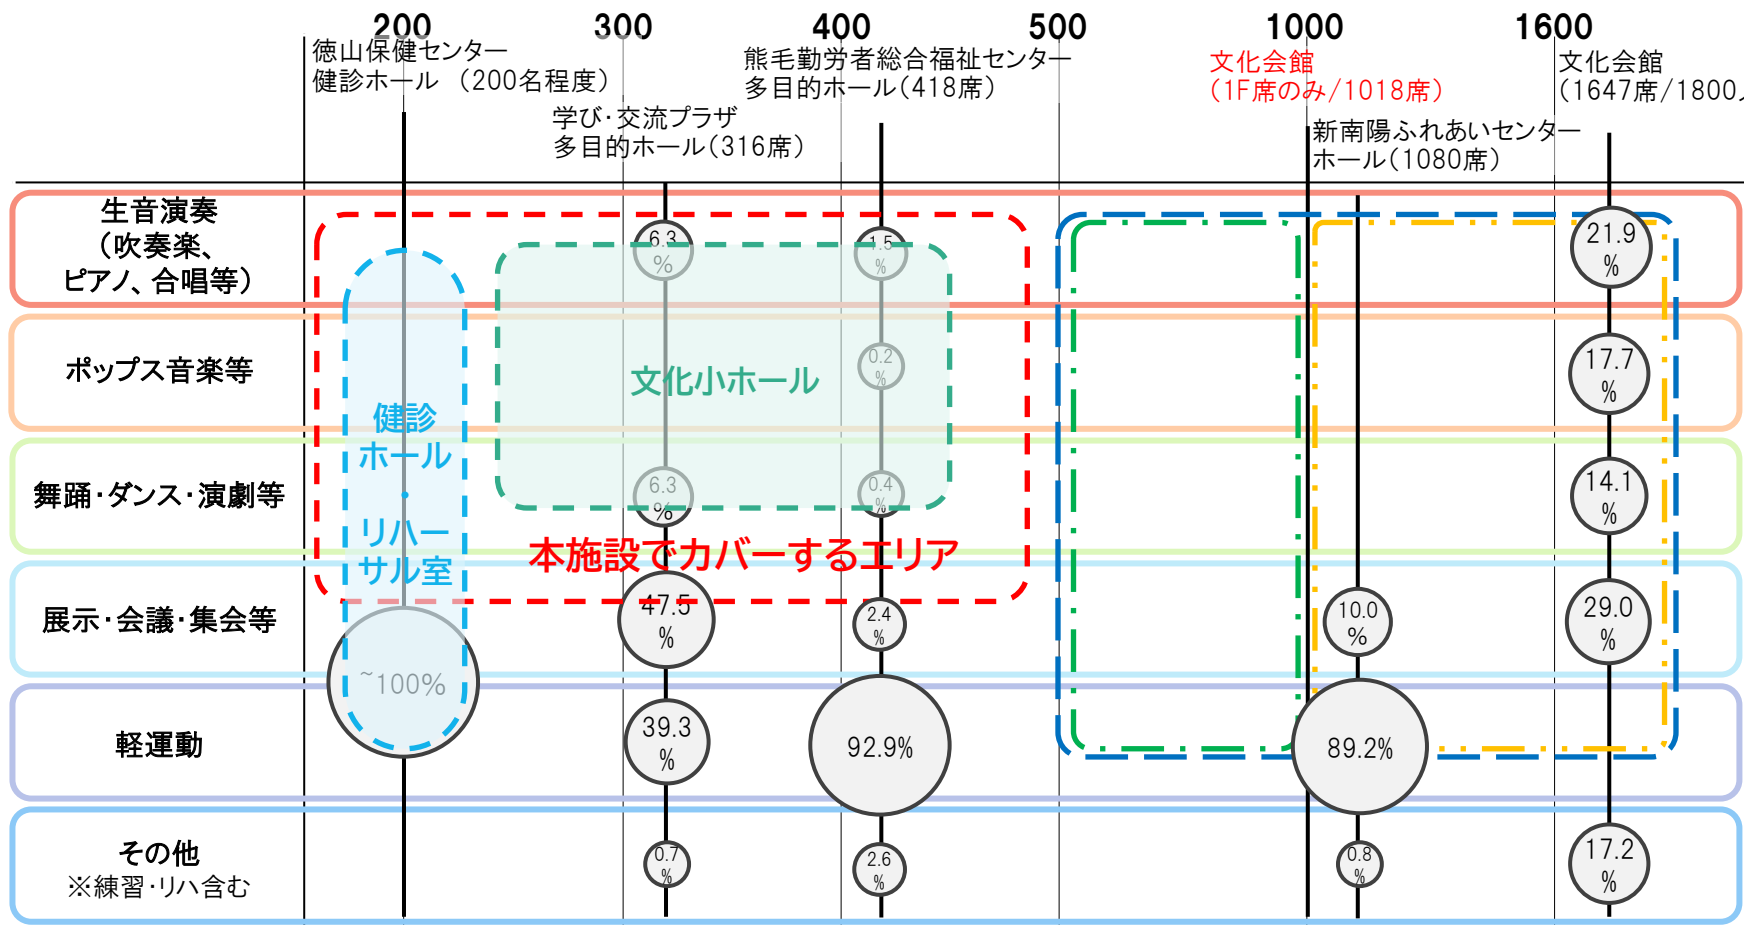 200 300 400 500 1000 1600
徳山保健センター
健診ホール （200名程度）
学び・交流プラザ
多目的ホール（316席）
熊毛勤労者総合福祉センター
多目的ホール（418席）
文化会館
（1F席のみ/1018席）
新南陽ふれあいセンター
ホール（1080席）
文化会館
（1647席/1800
生音演奏
（吹奏楽、
ピアノ、合唱等）
6.3
%
1.5
%
21.9
%
ポップス音楽等
0.2
%
17.7
%
文化小ホール
健診
ホール
・
リハー
サル室
舞踊・ダンス・演劇等
6.3
%
0.4
%
14.1
%
本施設でカバーするエリア
展示・会議・集会等
47.5
%
2.4
%
10.0
%
29.0
%
~100%
軽運動
39.3
%
92.9%
89.2%
その他
※練習・リハ含む
0.7
%
2.6
%
0.8
%
17.2
%